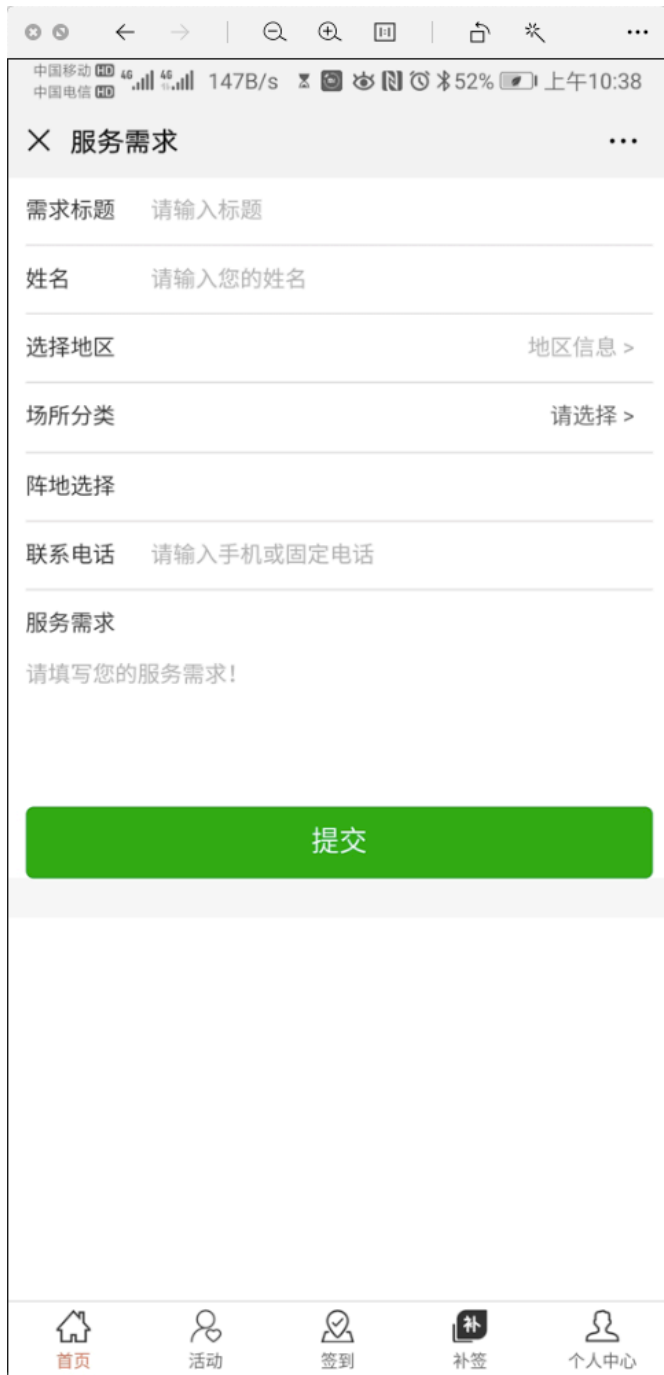 中国移动 HD 4G 4G 147B/s 52% 上午10:38
中国电信 HD
服务需求
需求标题 请输入标题
姓名 请输入您的姓名
选择地区 地区信息 >
场所分类 请选择 >
阵地选择
联系电话 请输入手机或固定电话
服务需求
请填写您的服务需求!
提交
补
首页 活动 签到 补签 个人中心